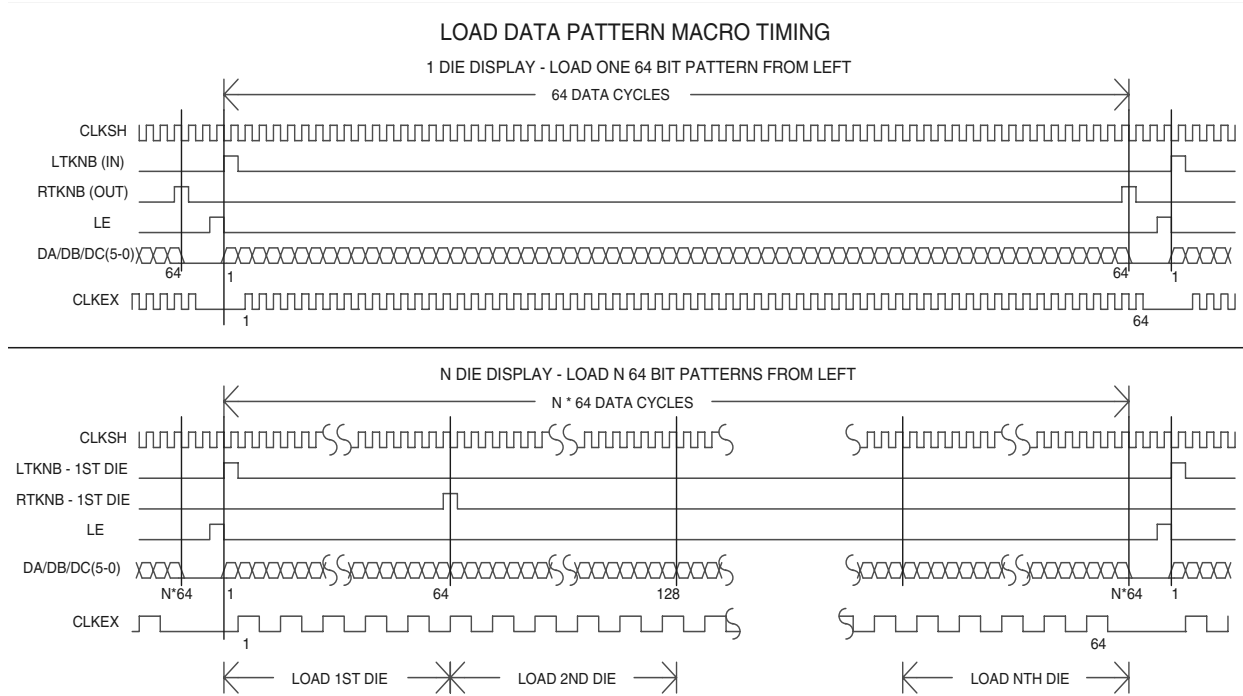 LOAD DATA PATTERN MACRO TIMING
1 DIE DISPLAY - LOAD ONE 64 BIT PATTERN FROM LEFT
64 DATA CYCLES
CLKSH
LTKNB (IN)
RTKNB (OUT)
LE
DA/DB/DC(5-0)
64 1 64 1
CLKEX
1 64
N DIE DISPLAY - LOAD N 64 BIT PATTERNS FROM LEFT
N * 64 DATA CYCLES
CLKSH
LTKNB - 1ST DIE
RTKNB - 1ST DIE
LE
DA/DB/DC(5-0)
N*64 1 64 128 N*64 1
CLKEX
1 64
LOAD 1ST DIE LOAD 2ND DIE LOAD NTH DIE